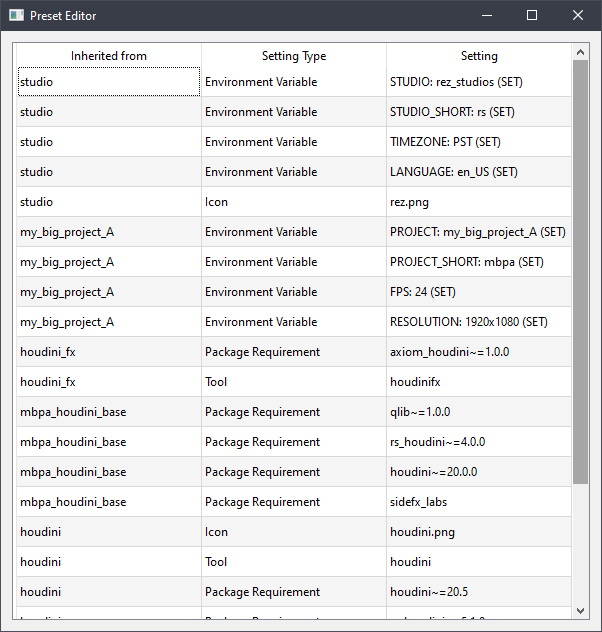 Preset Editor
Inherited from Setting Type Setting
studio Environment Variable STUDIO: rez_studios (SET)
studio Environment Variable STUDIO_SHORT: rs (SET)
studio Environment Variable TIMEZONE: PST (SET)
studio Environment Variable LANGUAGE: en_US (SET)
studio Icon rez.png
my_big_project_A Environment Variable PROJECT: my_big_project_A (SET)
my_big_project_A Environment Variable PROJECT_SHORT: mbpa (SET)
my_big_project_A Environment Variable FPS: 24 (SET)
my_big_project_A Environment Variable RESOLUTION: 1920x1080 (SET)
houdini_fx Package Requirement axiom_houdini~=1.0.0
houdini_fx Tool houdinifx
mbpa_houdini_base Package Requirement qlib~=1.0.0
mbpa_houdini_base Package Requirement rs_houdini~=4.0.0
mbpa_houdini_base Package Requirement houdini~=20.0.0
mbpa_houdini_base Package Requirement sidefx_labs
houdini Icon houdini.png
houdini Tool houdini
houdini Package Requirement houdini~=20.5
houdini Package Requirement